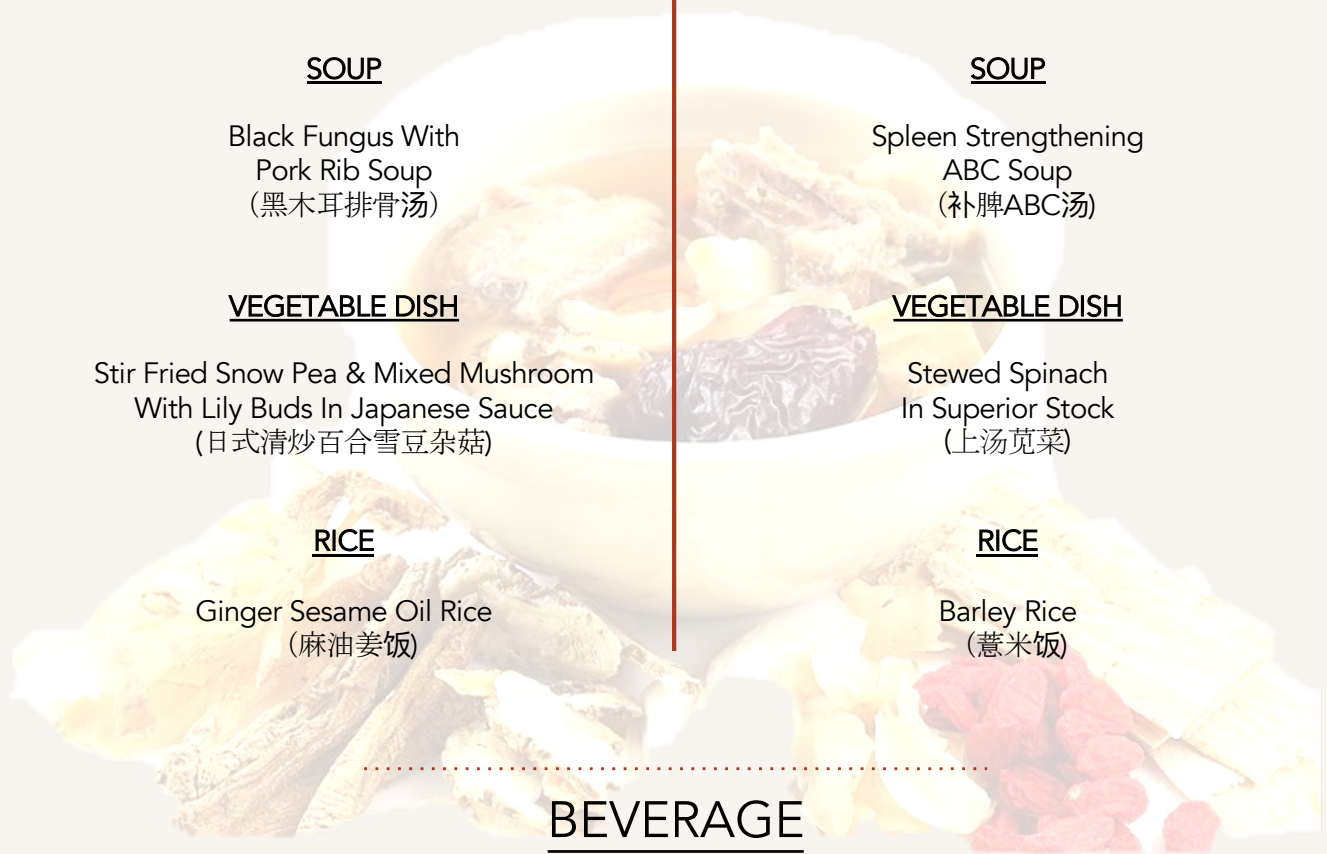 SOUP
Black Fungus With
Pork Rib Soup
（黑木耳排骨汤）
VEGETABLE DISH
Stir Fried Snow Pea & Mixed Mushroom
With Lily Buds In Japanese Sauce
(日式清炒百合雪豆杂菇)
RICE
Ginger Sesame Oil Rice
（麻油姜饭)
SOUP
Spleen Strengthening
ABC Soup
（补脾ABC汤)
VEGETABLE DISH
Stewed Spinach
In Superior Stock
(上汤苋菜)
RICE
Barley Rice
（薏米饭)
BEVERAGE